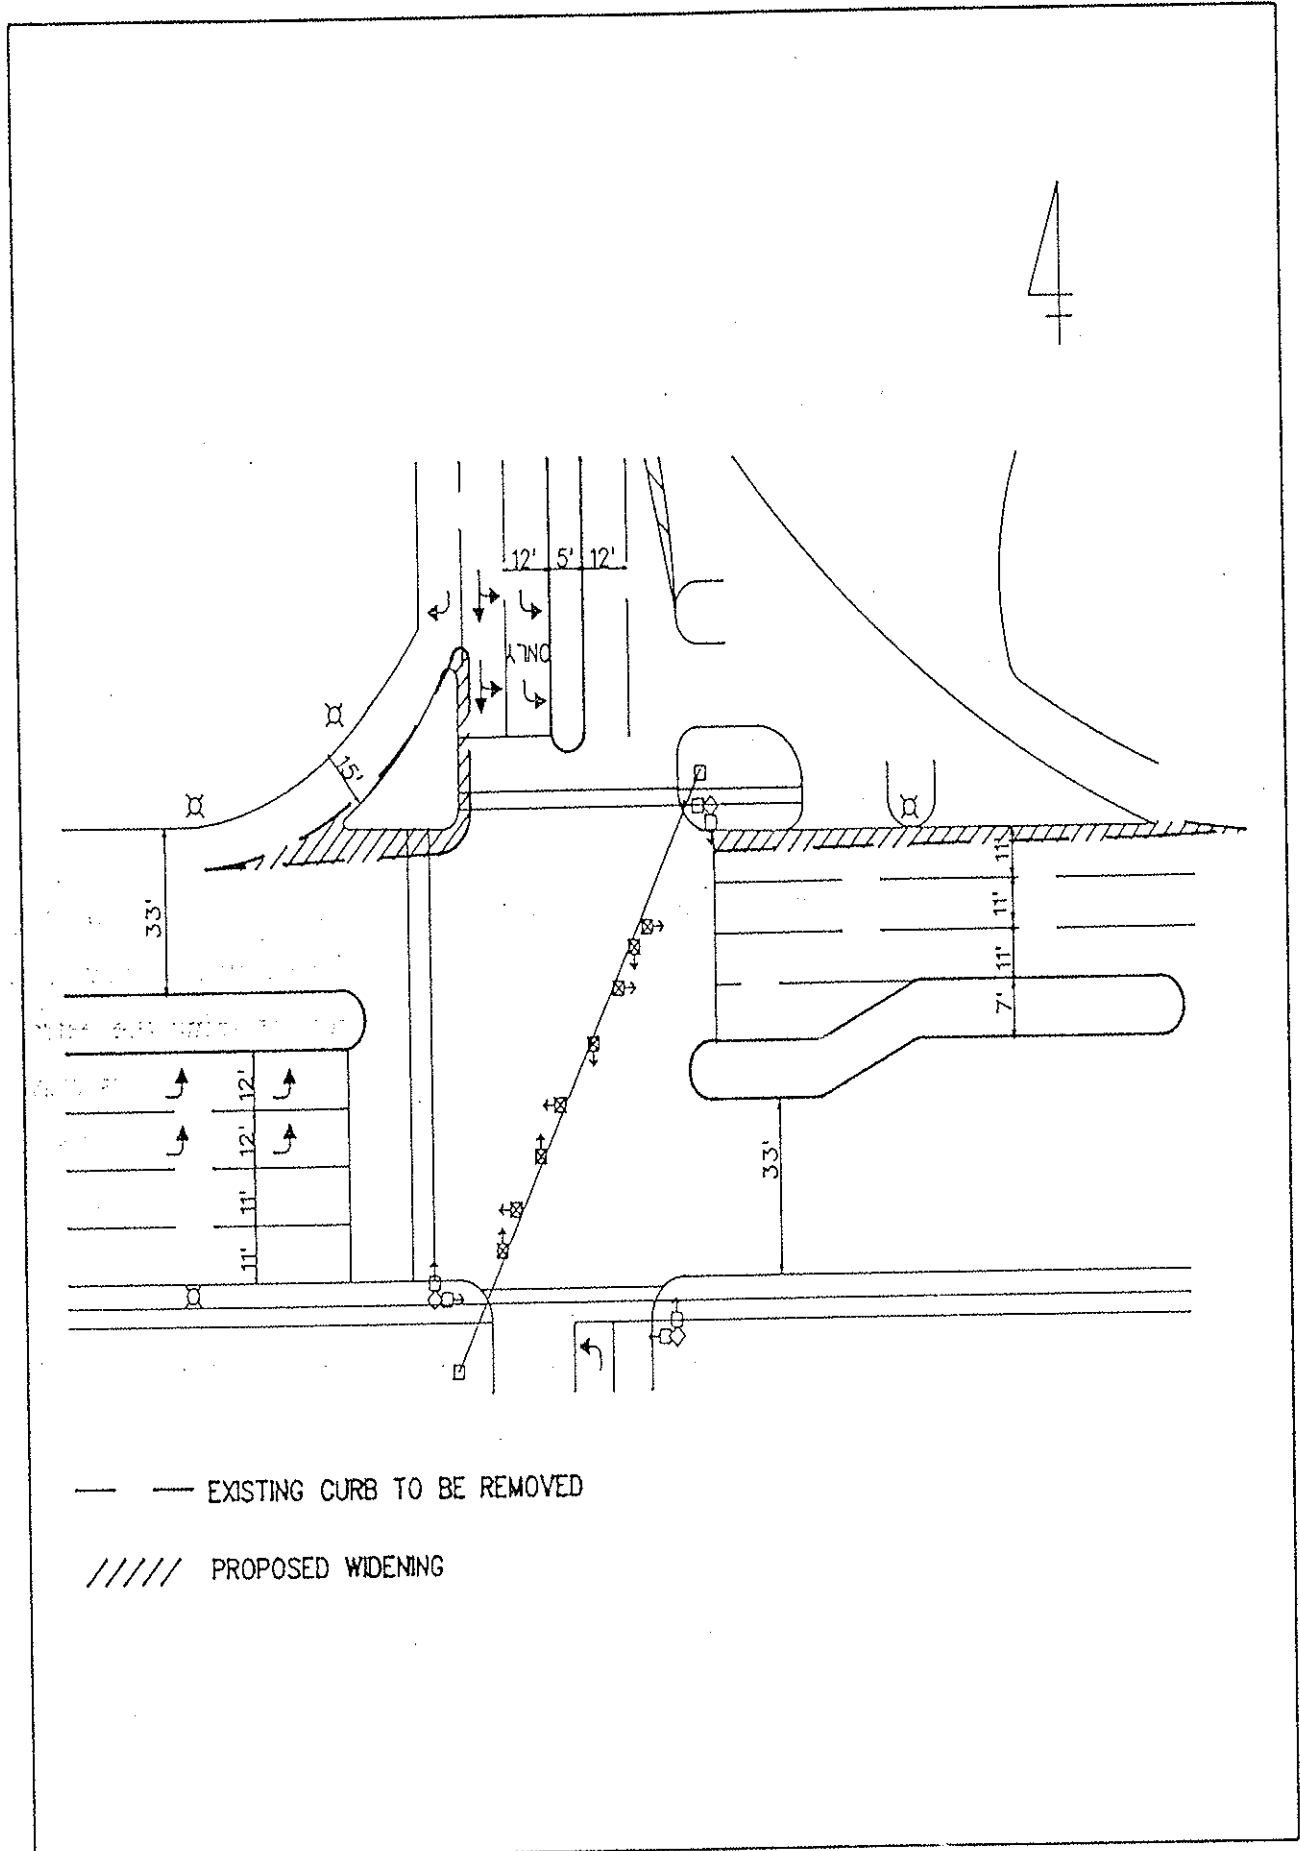 12' 5' 12'
ONLY
15'
33'
11'
11'
11'
7'
12'
12'
11'
11'
33'
EXISTING CURB TO BE REMOVED
PROPOSED WIDENING